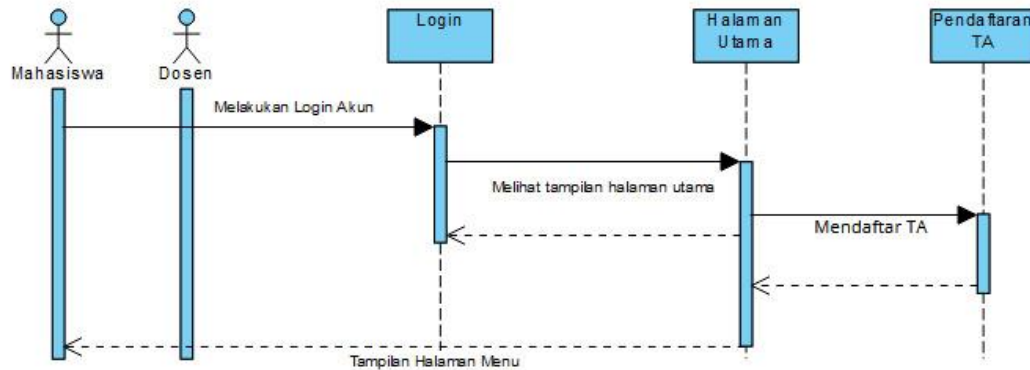 Login
Halaman
Utama
Pendaftaran
TA
Mahasiswa
Dosen
Melakukan Login Akun
Melihat tampilan halaman utama
Mendaftar TA
Tampilan Halaman Menu